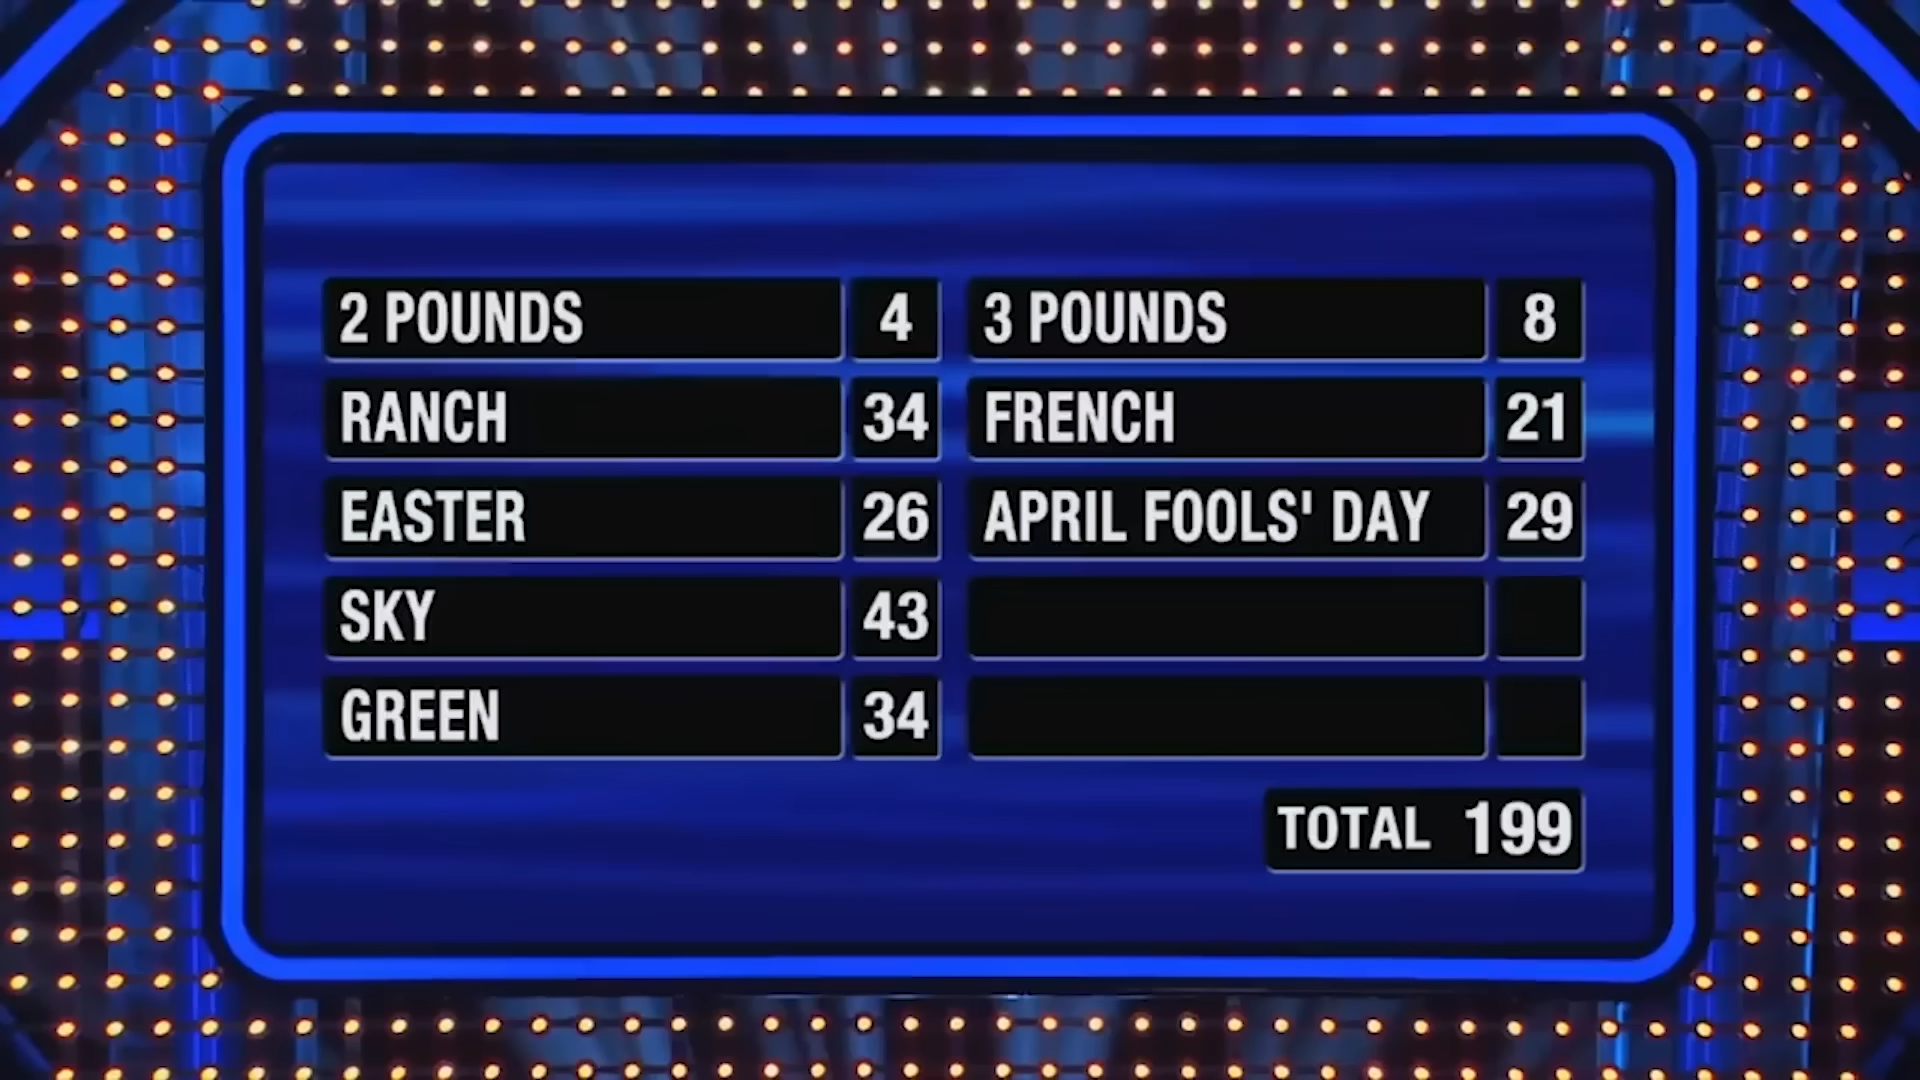 2 POUNDS 4 3 POUNDS 8
RANCH 34 FRENCH 21
EASTER 26 APRIL FOOLS' DAY 29
SKY 43
GREEN 34
TOTAL 199